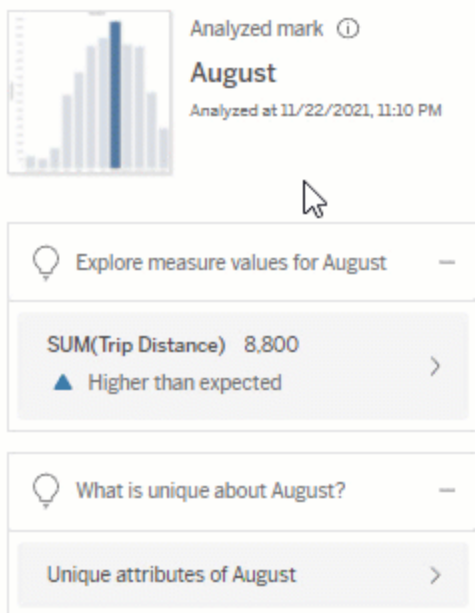 Analyzed mark
August
Analyzed at 11/22/2021, 11:10 PM
Explore measure values for August
SUM(Trip Distance) 8,800
Higher than expected
What is unique about August?
Unique attributes of August